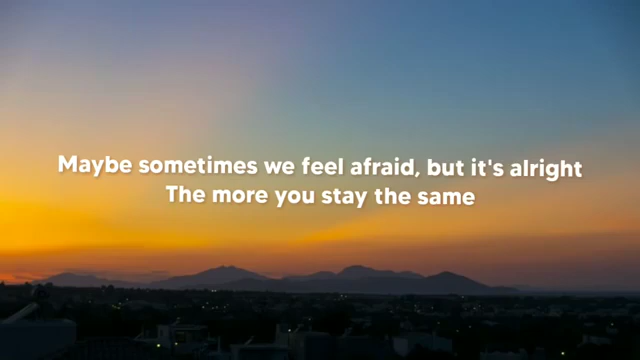 Maybe sometimes we feel afraid, but it's alright
The more you stay the same